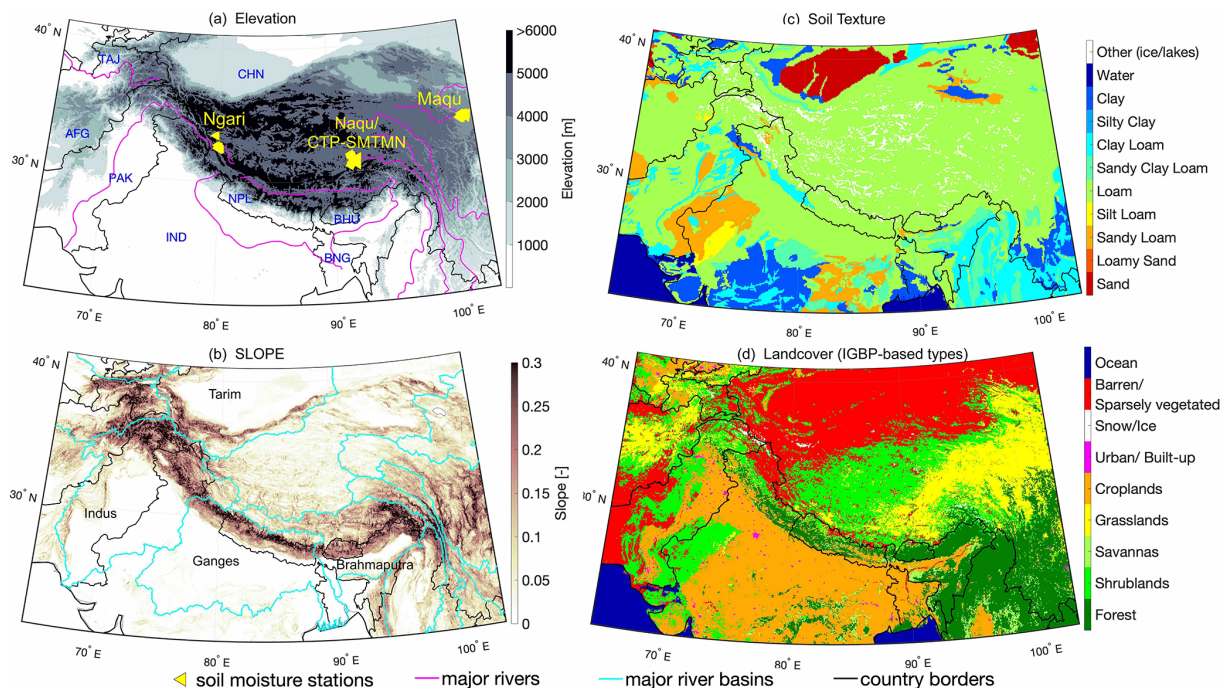 (a) Elevation
40° N
30° N
TAJ
CHN
AFG
PAK
IND
NPL
BHU
BNG
Ngari
Naqu/
CTP-SMTMN
Maqu
70° E
80° E
90° E
100° E
>6000
5000
4000
3000
2000
1000
Elevation [m]
(c) Soil Texture
40° N
30° N
70° E
80° E
90° E
100° E
Other (ice/lakes)
Water
Clay
Silty Clay
Clay Loam
Sandy Clay Loam
Loam
Silt Loam
Sandy Loam
Loamy Sand
Sand
(b) SLOPE
40° N
30° N
Tarim
Indus
Ganges
Brahmaputra
70° E
80° E
90° E
100° E
0.3
0.25
0.2
0.15
0.1
0.05
0
Slope [-]
(d) Landcover (IGBP-based types)
40° N
30° N
70° E
80° E
90° E
100° E
Ocean
Barren/
Sparsely vegetated
Snow/Ice
Urban/ Built-up
Croplands
Grasslands
Savannas
Shrublands
Forest
soil moisture stations
major rivers
major river basins
country borders